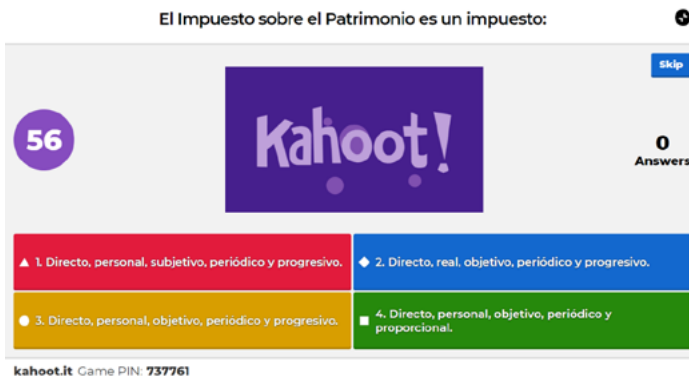 El Impuesto sobre el Patrimonio es un impuesto:
Skip
56
Kahoot!
0
Answers
1. Directo, personal, subjetivo, periódico y progresivo.
2. Directo, real, objetivo, periódico y progresivo.
3. Directo, personal, objetivo, periódico y progresivo.
4. Directo, personal, objetivo, periódico y
proporcional.
kahoot.it Game PIN: 737761